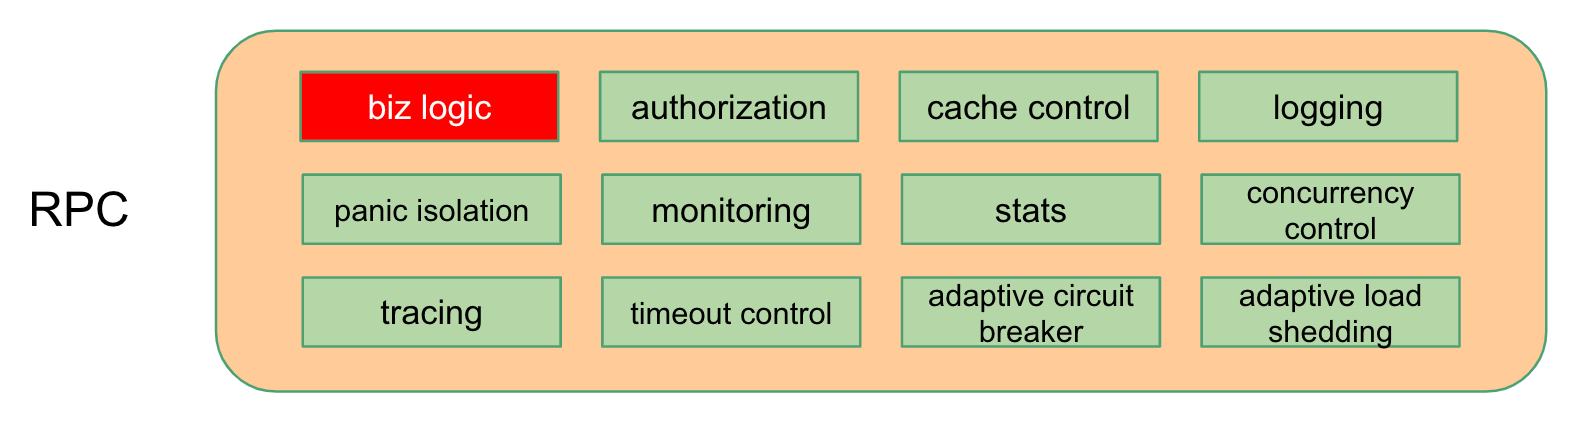 biz logic
authorization
cache control
logging
RPC
panic isolation
monitoring
stats
concurrency
control
tracing
timeout control
adaptive circuit
breaker
adaptive load
shedding